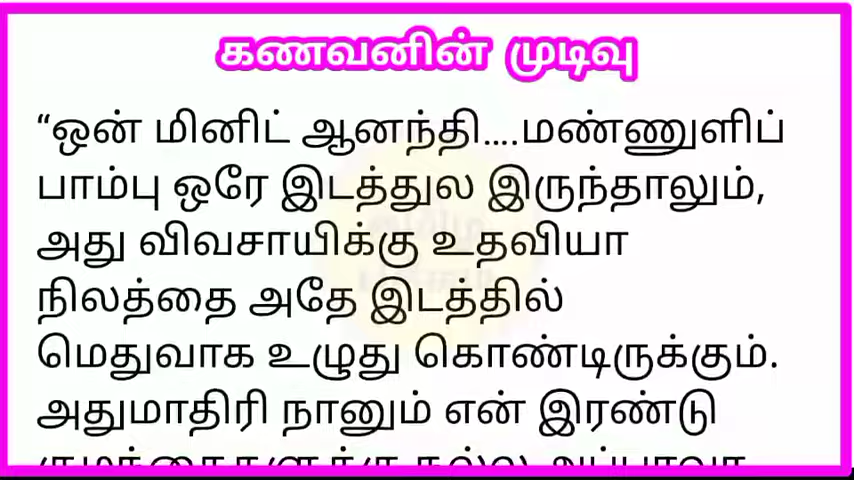 கணவனின் முடிவு
“ஒன் மினிட் ஆனந்தி....மண்ணுளிப்
பாம்பு ஒரே இடத்துல இருந்தாலும்,
அது விவசாயிக்கு உதவியா
நிலத்தை அதே இடத்தில்
மெதுவாக உழுது கொண்டிருக்கும்.
அதுமாதிரி நானும் என் இரண்டு